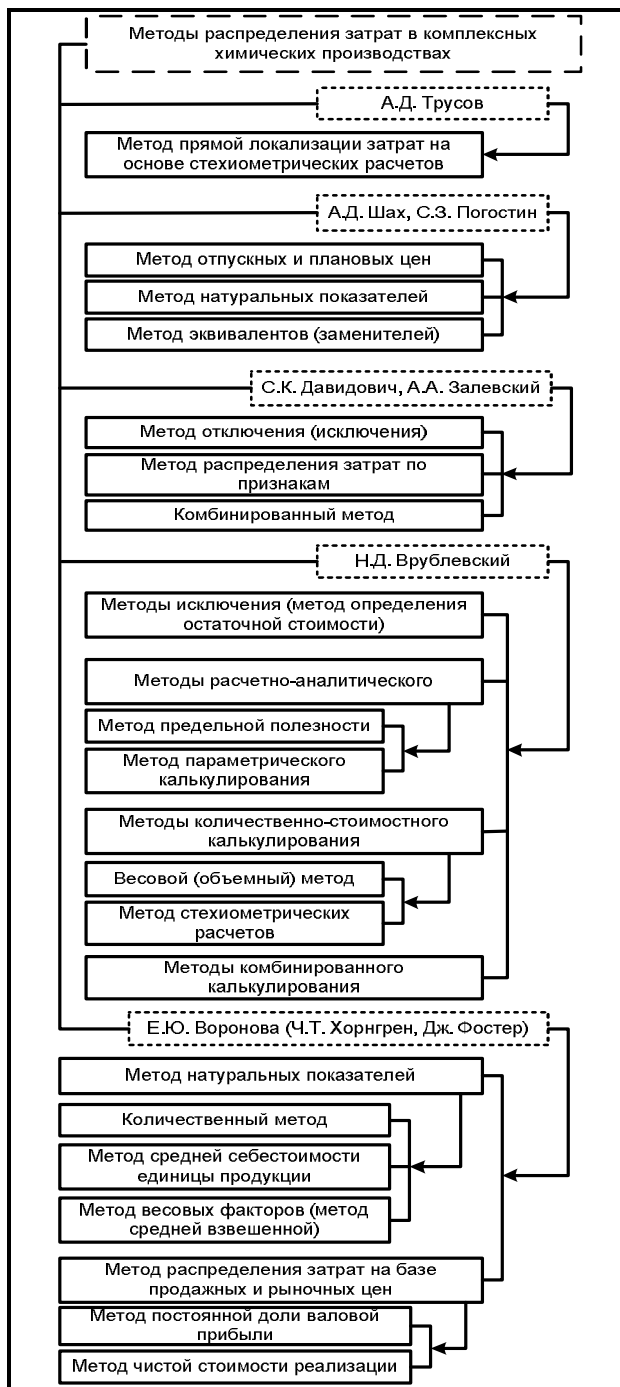 Методы распределения затрат в комплексных
химических производствах
А.Д. Трусов
Метод прямой локализации затрат на
основе стехиометрических расчетов
А.Д. Шах, С.З. Погостин
Метод отпускных и плановых цен
Метод натуральных показателей
Метод эквивалентов (заменителей)
С.К. Давидович, А.А. Залевский
Метод отключения (исключения)
Метод распределения затрат по
признакам
Комбинированный метод
Н.Д. Врублевский
Методы исключения (метод определения
остаточной стоимости)
Методы расчетно-аналитического
Метод предельной полезности
Метод параметрического
калькулирования
Методы количественно-стоимостного
калькулирования
Весовой (объемный) метод
Метод стехиометрических
расчетов
Методы комбинированного
калькулирования
Е.Ю. Воронова (Ч.Т. Хорнгрен, Дж. Фостер)
Метод натуральных показателей
Количественный метод
Метод средней себестоимости
единицы продукции
Метод весовых факторов (метод
средней взвешенной)
Метод распределения затрат на базе
продажных и рыночных цен
Метод постоянной доли валовой
прибыли
Метод чистой стоимости реализации